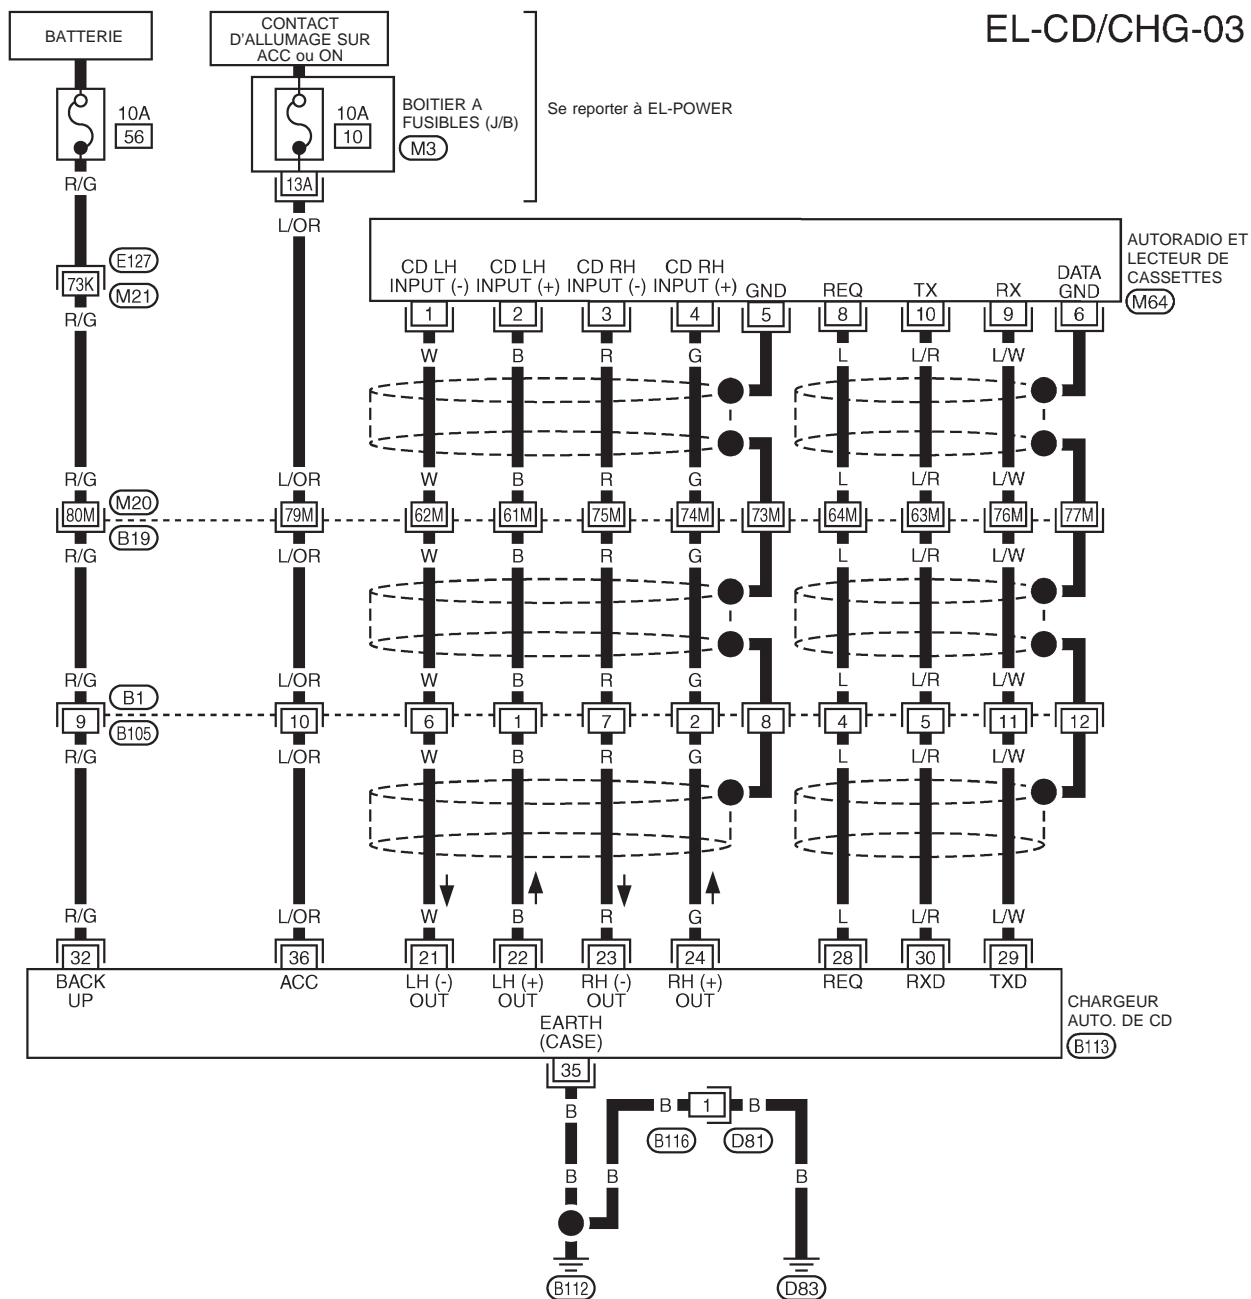 EL-CD/CHG-03
BATTERIE
CONTACT
D'ALLUMAGE SUR
ACC ou ON
10A
56
10A
10
BOITIER A
FUSIBLES (J/B)
M3
Se reporter à EL-POWER
13A
R/G
L/OR
E127
73K
M21
R/G
AUTORADIO ET
LECTEUR DE
CASSETTES
M64
CD LH
INPUT (-)
CD LH
INPUT (+)
CD RH
INPUT (-)
CD RH
INPUT (+)
GND
REQ
TX
RX
DATA
GND
1 2 3 4 5 8 10 9 6
W B R G L L/R L/W
R/G L/OR W B R G L L/R L/W
M20
80M 79M 62M 61M 75M 74M 73M 64M 63M 76M 77M
B19
R/G L/OR W B R G L L/R L/W
R/G L/OR W B R G L L/R L/W
B1
9 10 6 1 7 2 8 4 5 11 12
B105
R/G L/OR W B R G L L/R L/W
R/G L/OR W B R G L L/R L/W
32 36 21 22 23 24 28 30 29
BACK
UP
ACC
LH (-)
OUT
LH (+)
OUT
RH (-)
OUT
RH (+)
OUT
REQ
RXD
TXD
CHARGEUR
AUTO. DE CD
B113
EARTH
(CASE)
35
B B 1 B
B116 D81
B B B
B112 D83